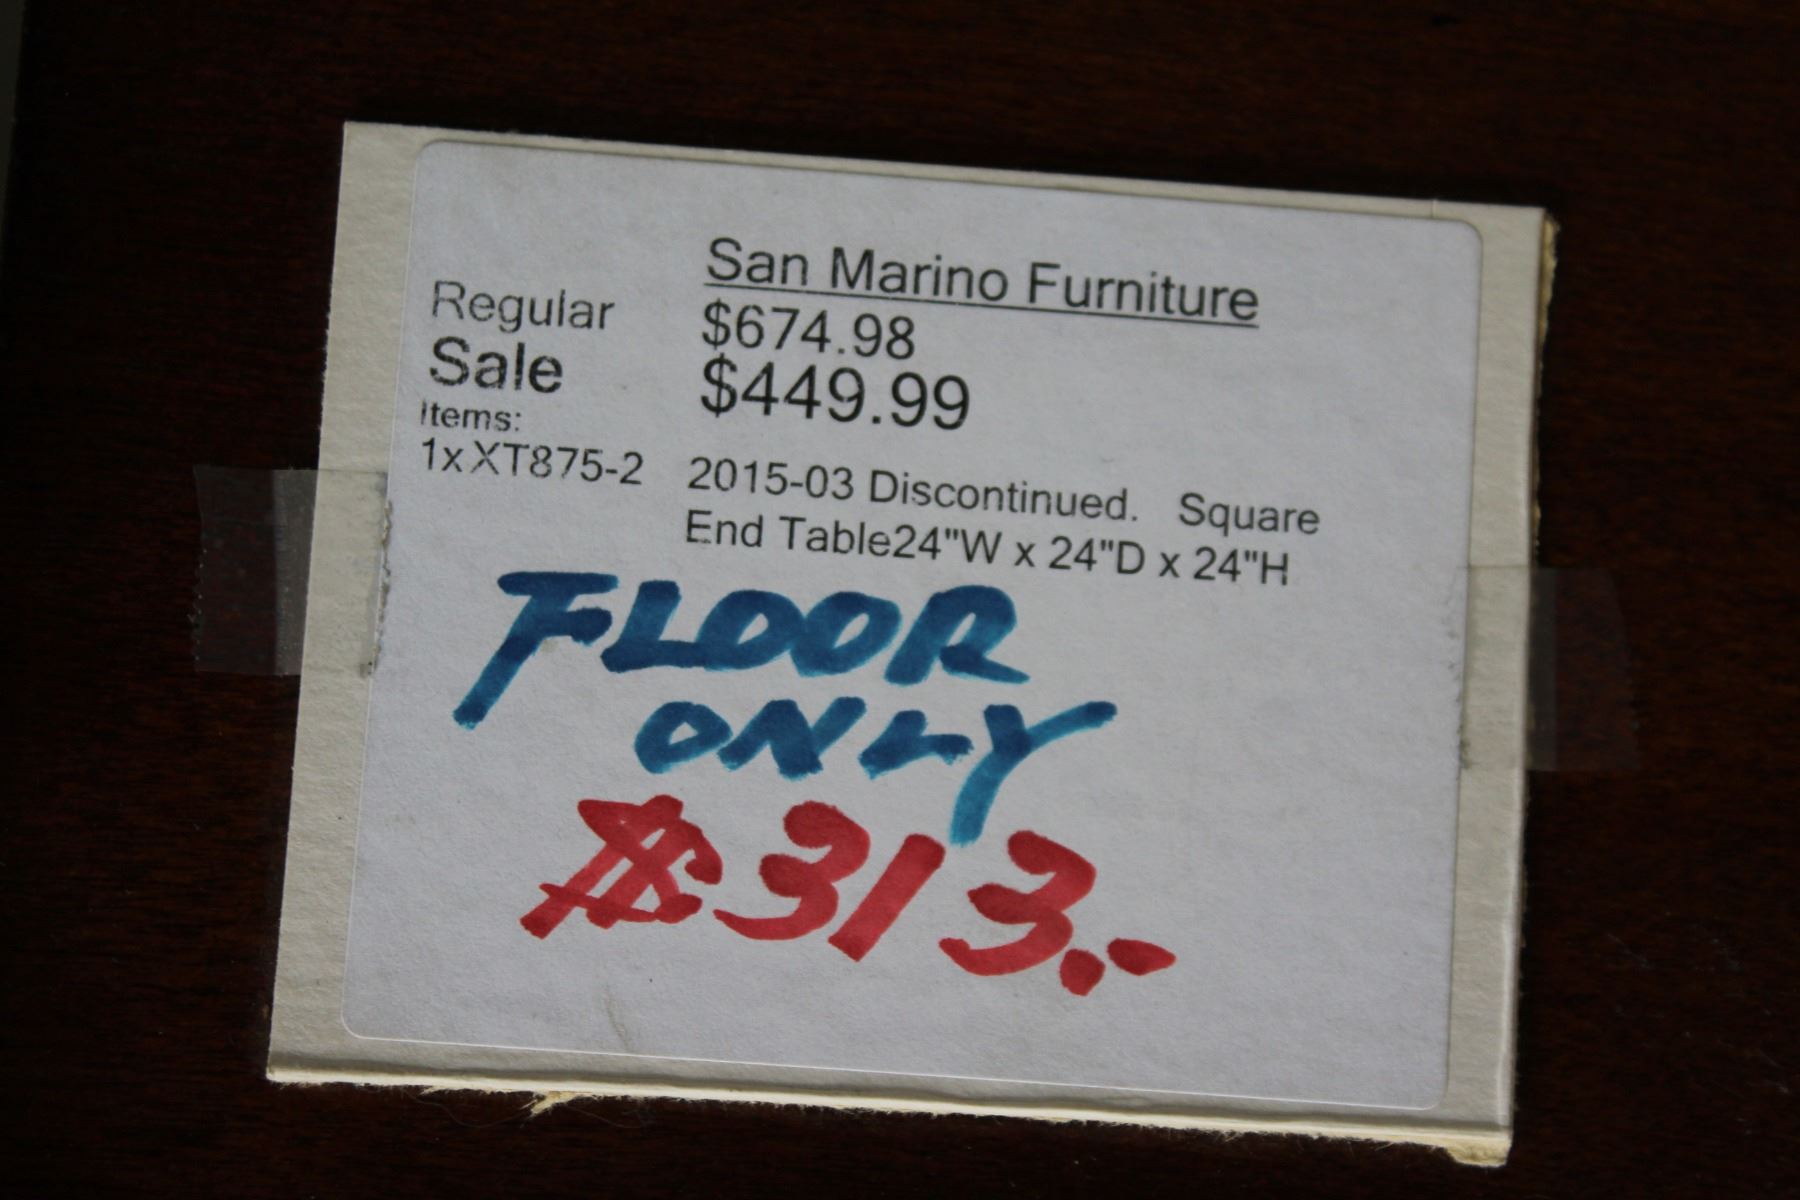 San Marino Furniture
Regular $674.98
Sale $449.99
Items:
1xXT875-2 2015-03 Discontinued. Square
End Table24"W x 24"D x 24"H
FLOOR
ONLY
$313.-